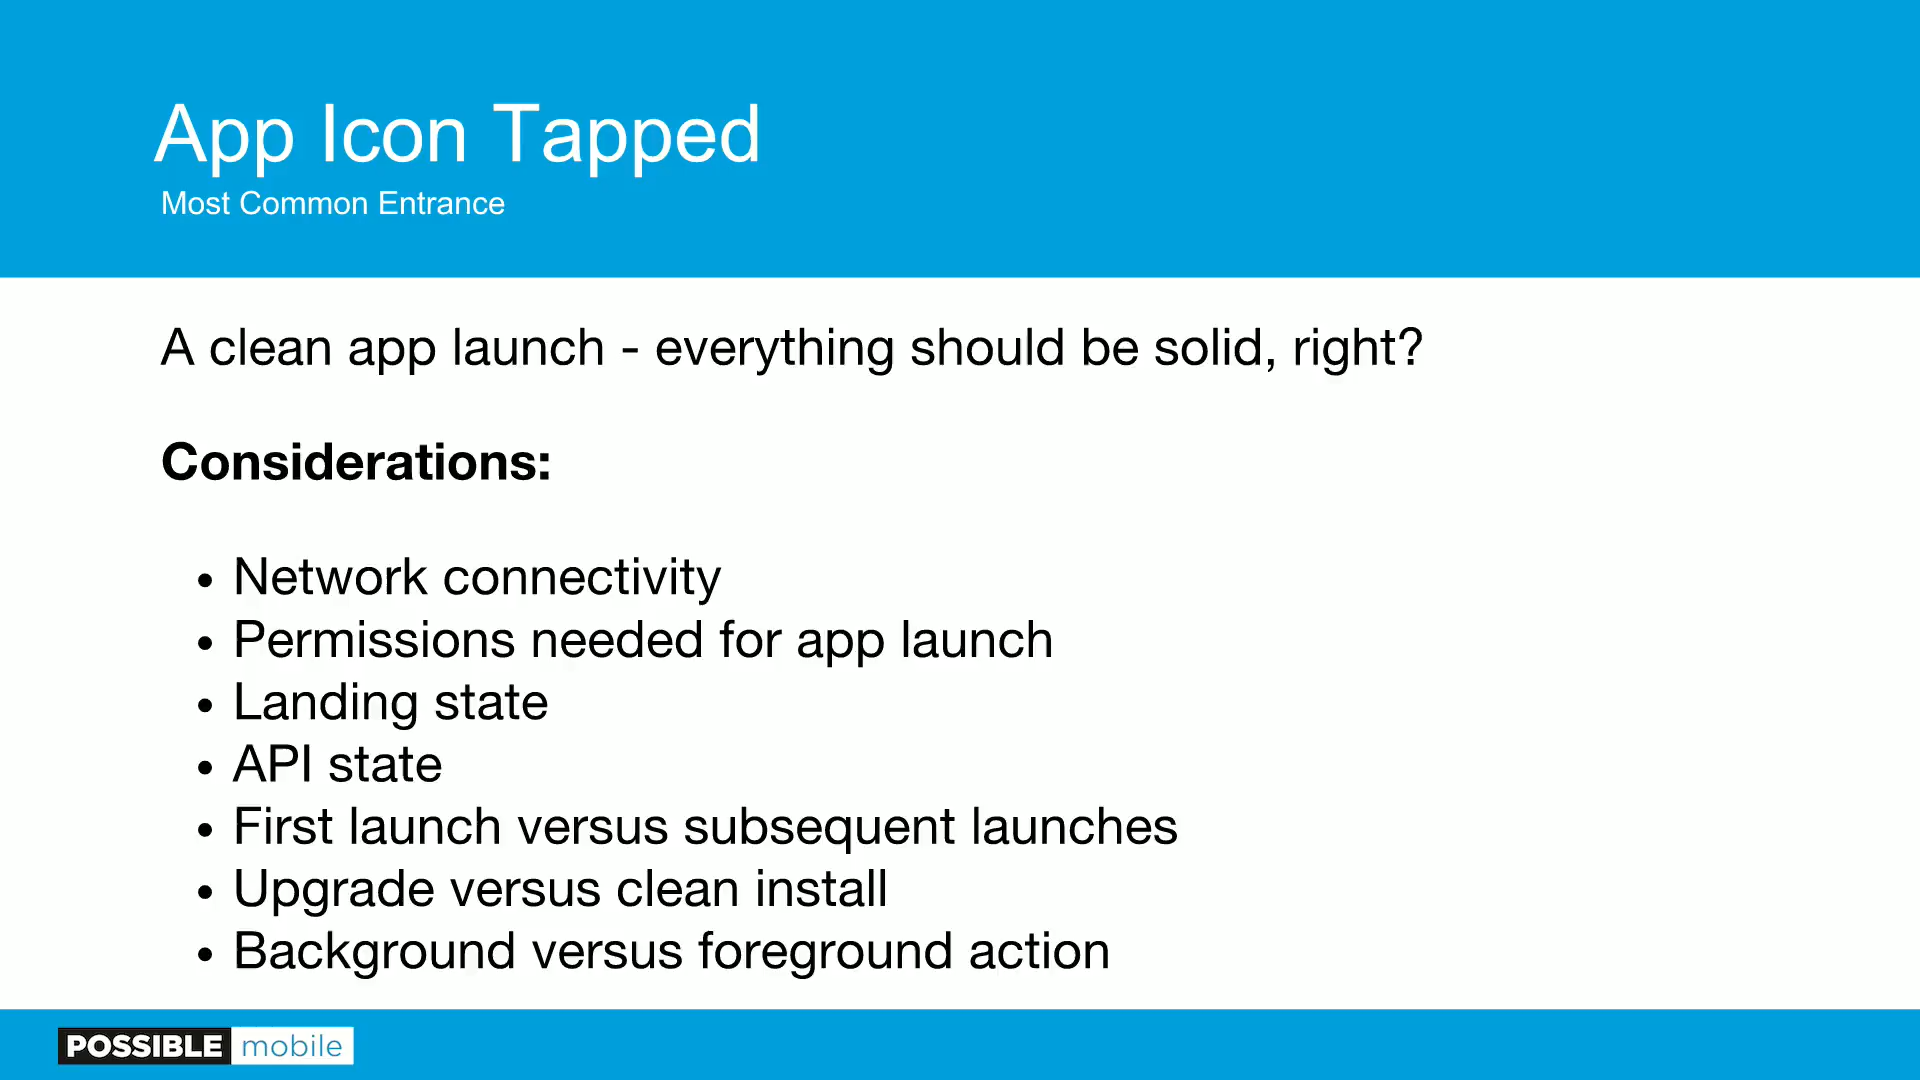 App Icon Tapped
Most Common Entrance
A clean app launch - everything should be solid, right?
Considerations:
• Network connectivity
• Permissions needed for app launch
• Landing state
• API state
• First launch versus subsequent launches
• Upgrade versus clean install
• Background versus foreground action
POSSIBLE mobile